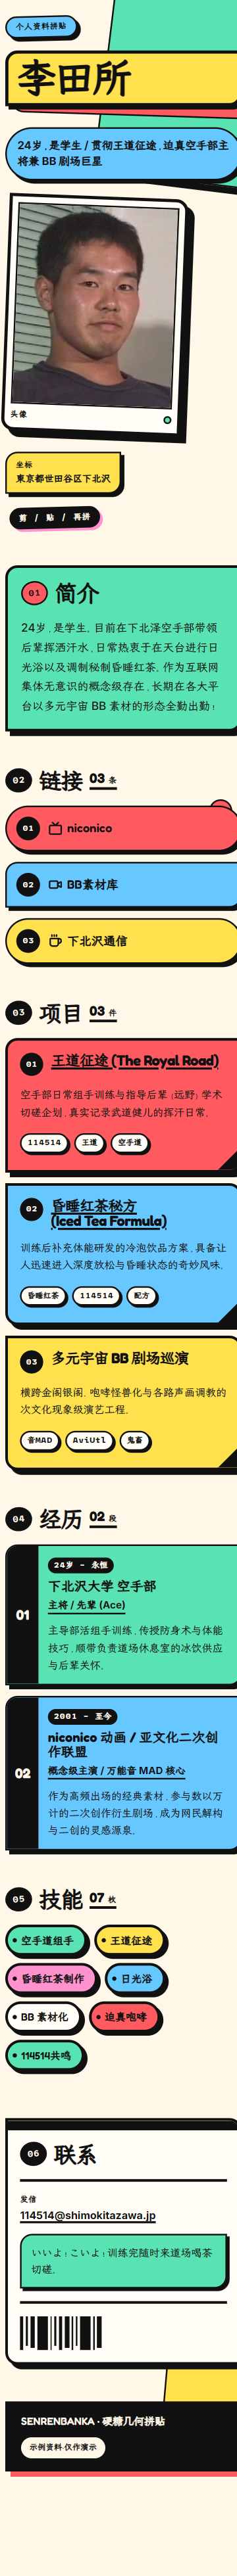 个人资料拼贴
李田所
24岁，是学生 / 贯彻王道征途，迫真空手部主
将兼 BB 剧场巨星
头像
坐标
東京都世田谷区下北沢
剪 / 贴 / 再拼
01 简介
24岁，是学生。目前在下北泽空手部带领
后辈挥洒汗水，日常热衷于在天台进行日
光浴以及调制秘制昏睡红茶。作为互联网
集体无意识的概念级存在，长期在各大平
台以多元宇宙 BB 素材的形态全勤出勤！
02 链接 03 条
01 niconico
02 BB素材库
03 下北沢通信
03 项目 03 件
01 王道征途 (The Royal Road)
空手部日常组手训练与指导后辈（远野）学术
切磋企划，真实记录武道健儿的挥汗日常。
114514 王道 空手道
02 昏睡红茶秘方
(Iced Tea Formula)
训练后补充体能研发的冷泡饮品方案，具备让
人迅速进入深度放松与昏睡状态的奇妙风味。
昏睡红茶 114514 配方
03 多元宇宙 BB 剧场巡演
横跨金闪银闪、咆哮怪兽化与各路声画调教的
次文化现象级演艺工程。
音MAD AviUtl 鬼畜
04 经历 02 段
01
24岁 - 永恒
下北沢大学 空手部
主将 / 先辈 (Ace)
主导部活组手训练，传授防身术与体能
技巧，顺带负责道场休息室的冰饮供应
与后辈关怀。
02
2001 - 至今
niconico 动画 / 亚文化二次创
作联盟
概念级主演 / 万能音 MAD 核心
作为高频出场的经典素材，参与数以万
计的二次创作衍生剧场，成为网民解构
与二创的灵感源泉。
05 技能 07 枚
空手道组手 王道征途
昏睡红茶制作 日光浴
BB 素材化 迫真咆哮
114514共鸣
06 联系
发信
114514@shimokitazawa.jp
いいよ！こいよ！训练完随时来道场喝茶
切磋。
SENRENBANKA · 硬糖几何拼贴
示例资料·仅作演示